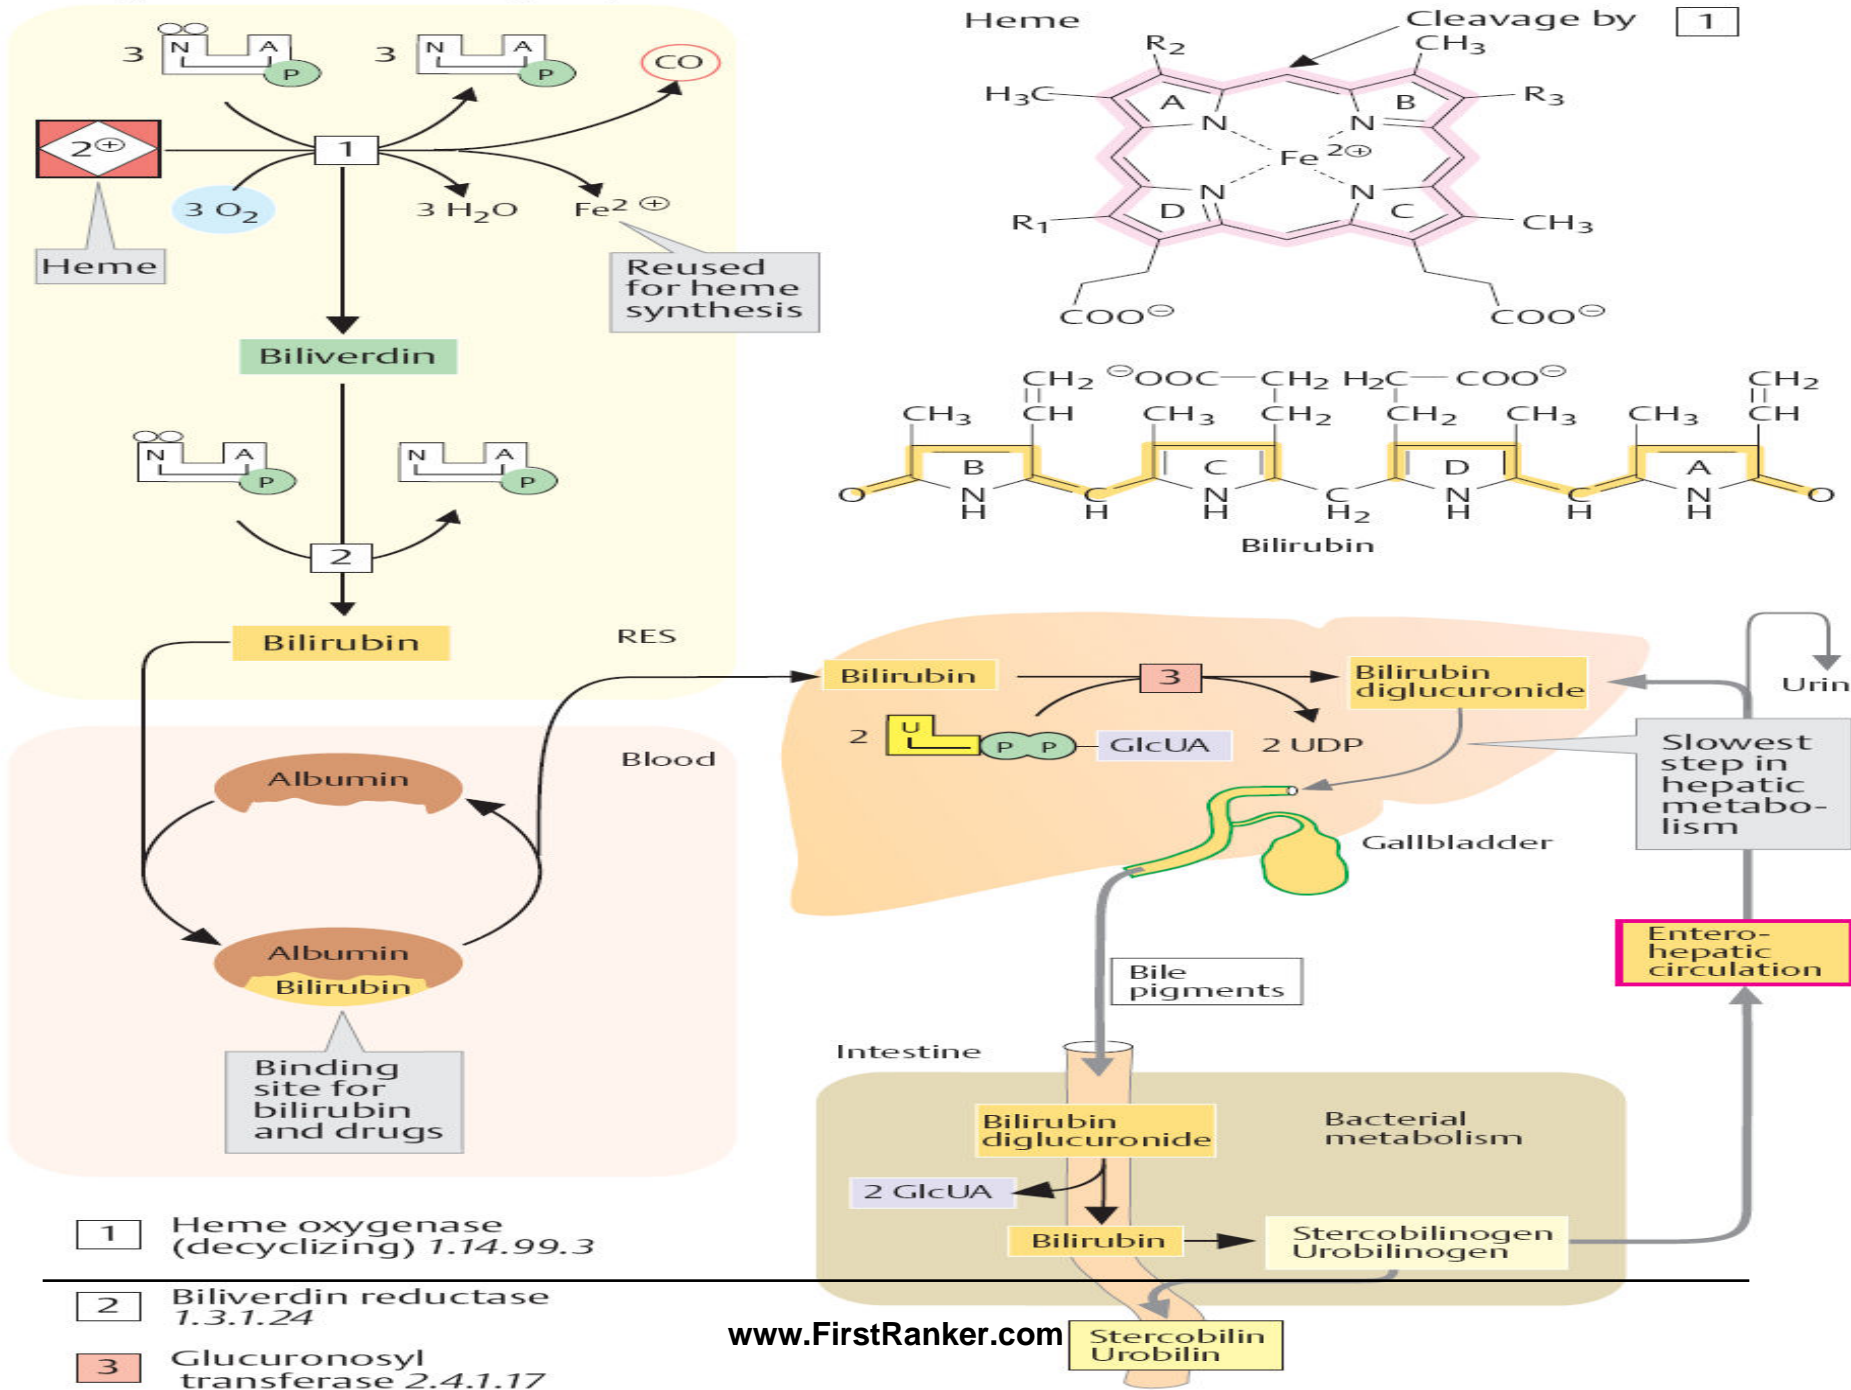 3
N
A
P
3
N
A
P
CO
2⊕
1
3 O₂
3 H₂O
Fe² ⊕
Heme
Reused
for heme
synthesis
Biliverdin
N
A
P
N
A
P
2
Bilirubin
RES
Heme
Cleavage by
1
R₂
CH₃
H₃C
A
B
R₃
N
N
Fe 2⊕
N
N
R₁
D
C
CH₃
COO⊖
COO⊖
CH₂ ⊖OOC—CH₂ H₂C—COO⊖ CH₂
CH₃ CH CH₃ CH₂ CH₂ CH₃ CH₃ CH
B C D A
O N C N C N C N O
H H H H₂ H H H
Bilirubin
Blood
Albumin
Albumin
Bilirubin
Binding
site for
bilirubin
and drugs
Bilirubin
3
Bilirubin
diglucuronide
2
U
P P
GlcUA
2 UDP
Urin
Slowest
step in
hepatic
metabo-
lism
Gallbladder
Entero-
hepatic
circulation
Bile
pigments
Intestine
Bilirubin
diglucuronide
Bacterial
metabolism
2 GlcUA
Bilirubin
Stercobilinogen
Urobilinogen
Stercobilin
Urobilin
1
Heme oxygenase
(decyclizing) 1.14.99.3
2
Biliverdin reductase
1.3.1.24
3
Glucuronosyl
transferase 2.4.1.17
www.FirstRanker.com